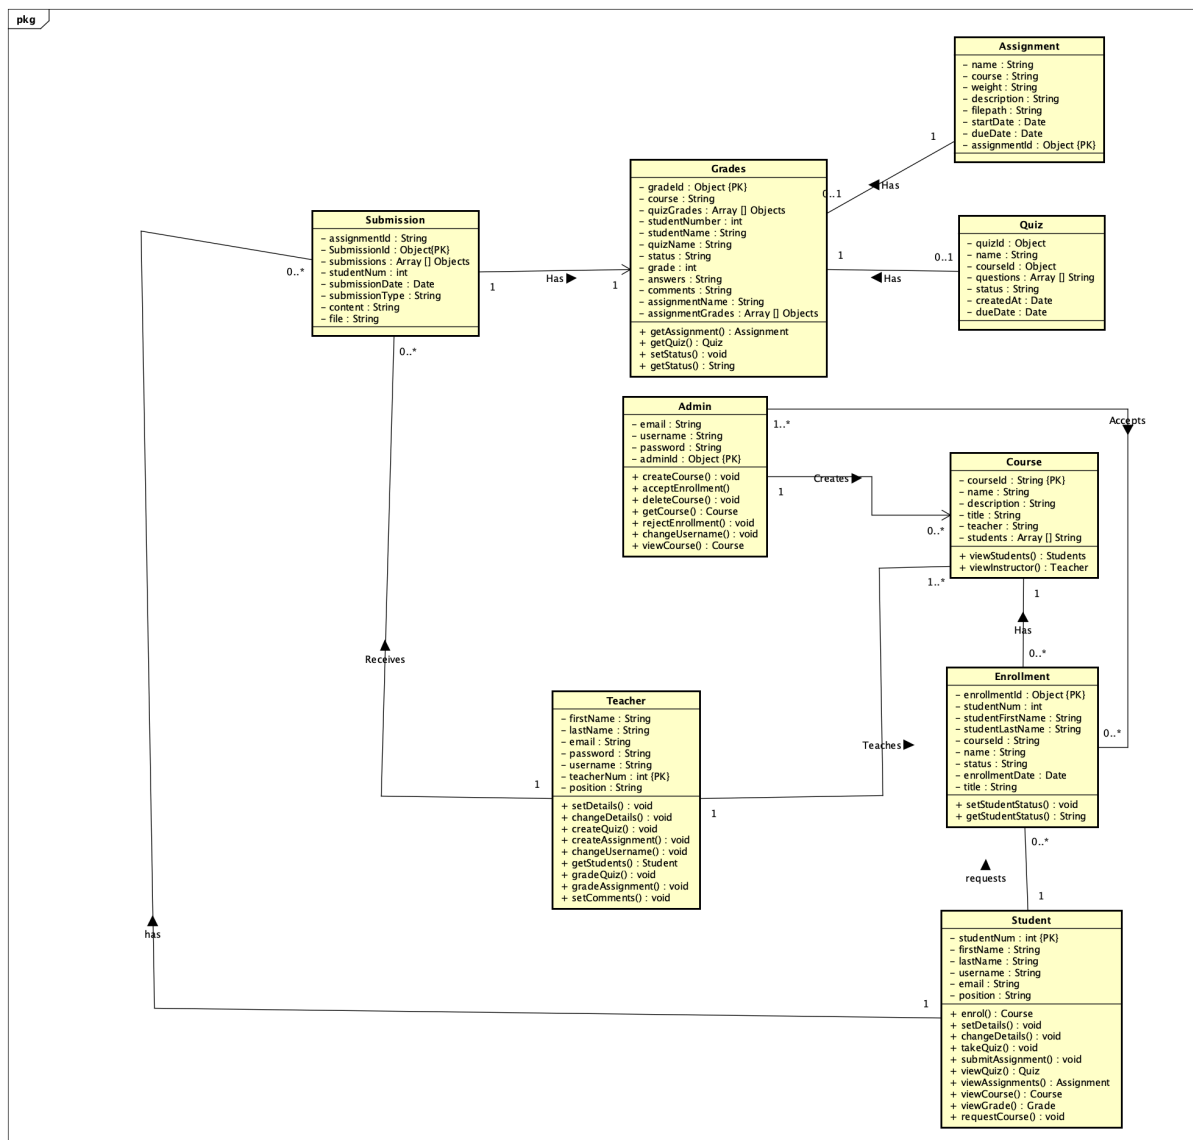 pkg
Assignment
– name : String
– course : String
– weight : String
– description : String
– filepath : String
– startDate : Date
– dueDate : Date
– assignmentId : Object {PK}
1
Has
0..1
Grades
– gradeId : Object {PK}
– course : String
– quizGrades : Array [] Objects
– studentNumber : int
– studentName : String
– quizName : String
– status : String
– grade : int
– answers : String
– comments : String
– assignmentName : String
– assignmentGrades : Array [] Objects
+ getAssignment() : Assignment
+ getQuiz() : Quiz
+ setStatus() : void
+ getStatus() : String
Submission
– assignmentId : String
– SubmissionId : Object{PK}
– submissions : Array [] Objects
– studentNum : int
– submissionDate : Date
– submissionType : String
– content : String
– file : String
0..*
0..*
1
Has
1
Quiz
– quizId : Object
– name : String
– courseId : Object
– questions : Array [] String
– status : String
– createdAt : Date
– dueDate : Date
1
0..1
Has
Admin
– email : String
– username : String
– password : String
– adminId : Object {PK}
+ createCourse() : void
+ acceptEnrollment()
+ deleteCourse() : void
+ getCourse() : Course
+ rejectEnrollment() : void
+ changeUsername() : void
+ viewCourse() : Course
1..*
Accepts
1
Creates
0..*
Course
– courseId : String {PK}
– name : String
– description : String
– title : String
– teacher : String
– students : Array [] String
+ viewStudents() : Students
+ viewInstructor() : Teacher
1..*
1
Has
0..*
Receives
Teacher
– firstName : String
– lastName : String
– email : String
– password : String
– username : String
– teacherNum : int {PK}
– position : String
+ setDetails() : void
+ changeDetails() : void
+ createQuiz() : void
+ createAssignment() : void
+ changeUsername() : void
+ getStudents() : Student
+ gradeQuiz() : void
+ gradeAssignment() : void
+ setComments() : void
1
1
Teaches
Enrollment
– enrollmentId : Object {PK}
– studentNum : int
– studentFirstName : String
– studentLastName : String
– courseId : String
– name : String
– status : String
– enrollmentDate : Date
– title : String
+ setStudentStatus() : void
+ getStudentStatus() : String
0..*
0..*
requests
1
has
1
Student
– studentNum : int {PK}
– firstName : String
– lastName : String
– username : String
– email : String
– position : String
+ enrol() : Course
+ setDetails() : void
+ changeDetails() : void
+ takeQuiz() : void
+ submitAssignment() : void
+ viewQuiz() : Quiz
+ viewAssignments() : Assignment
+ viewCourse() : Course
+ viewGrade() : Grade
+ requestCourse() : void